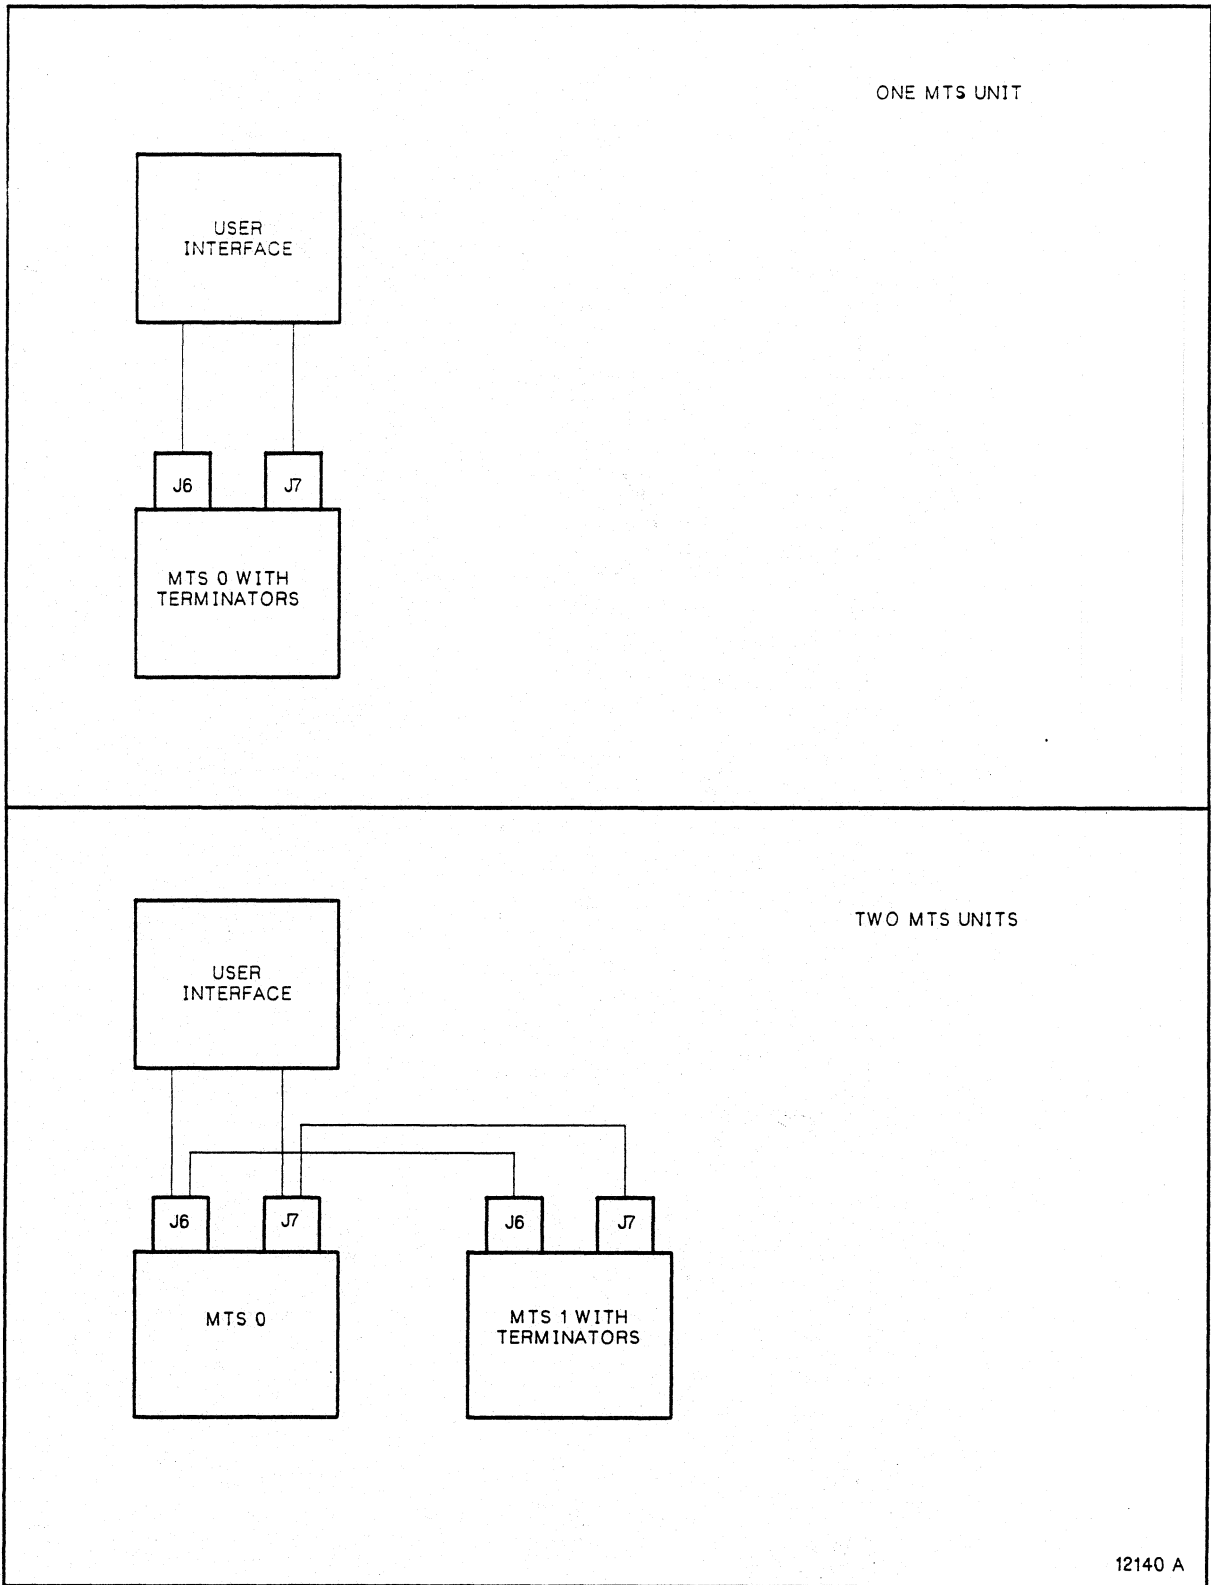 ONE MTS UNIT
USER
INTERFACE
J6 J7
MTS 0 WITH
TERMINATORS
TWO MTS UNITS
USER
INTERFACE
J6 J7 J6 J7
MTS 0
MTS 1 WITH
TERMINATORS
12140 A